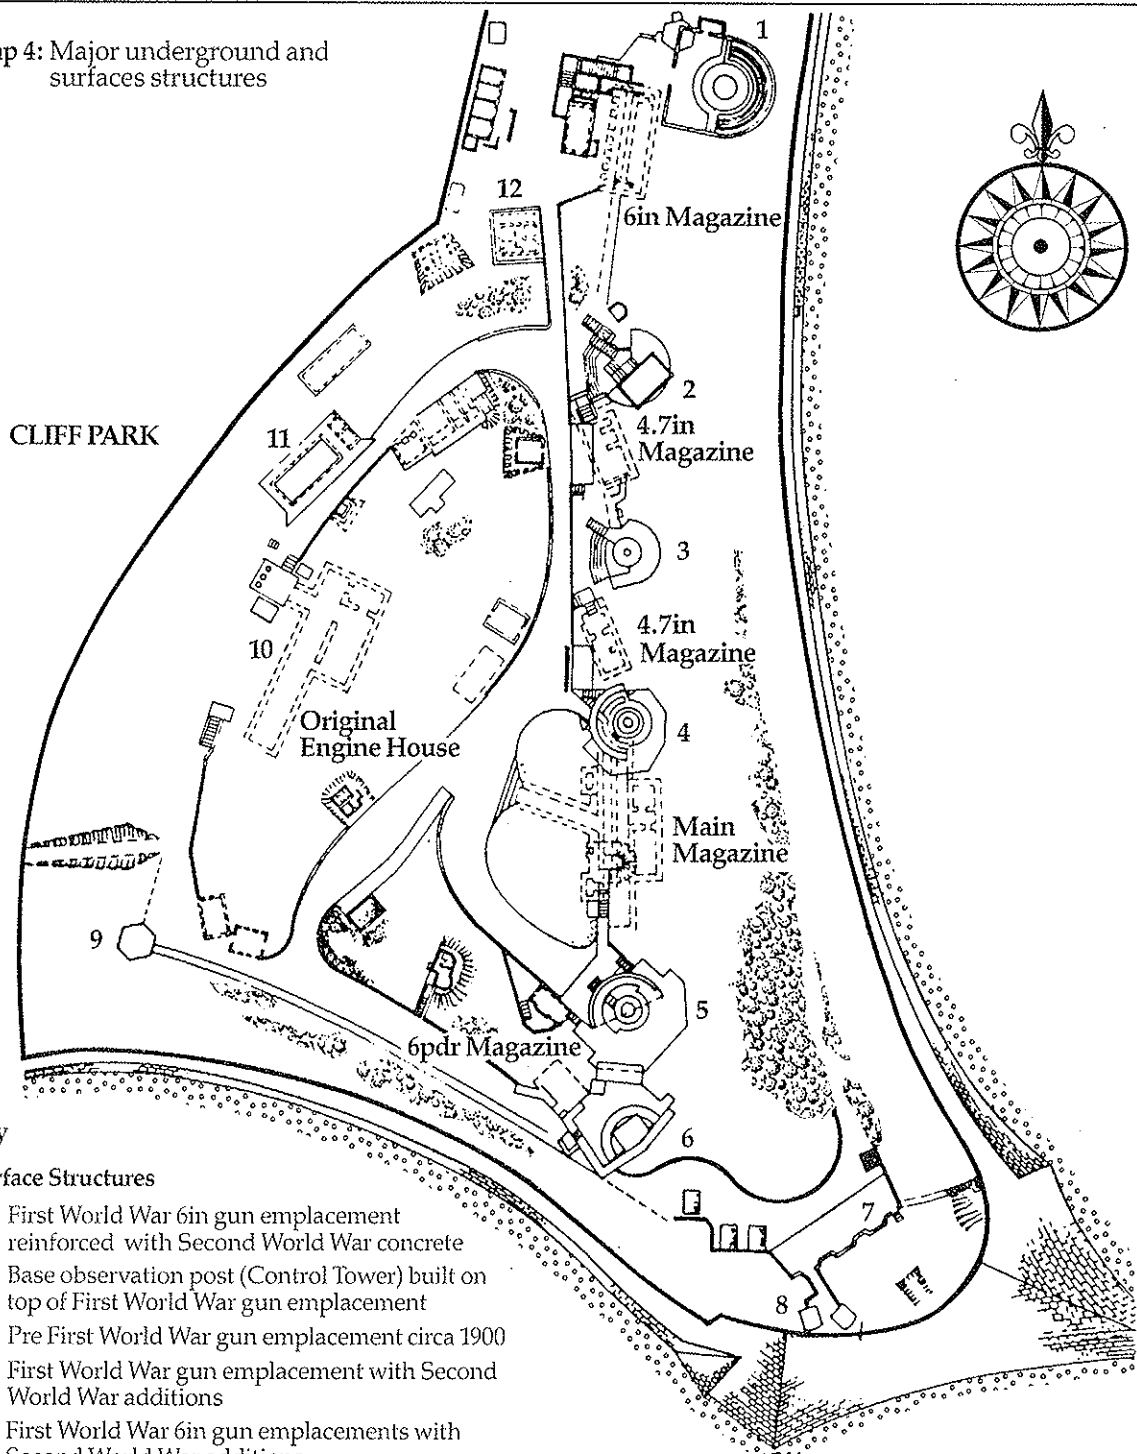 4: Major underground and
surfaces structures
1
12
6in Magazine
2
CLIFF PARK
11
4.7in
Magazine
3
10
4.7in
Magazine
Original
Engine House
4
Main
Magazine
9
5
6pdr Magazine
6
7
8
Structures
First World War 6in gun emplacement
reinforced with Second World War concrete
Base observation post (Control Tower) built on
top of First World War gun emplacement
Pre First World War gun emplacement circa 1900
First World War gun emplacement with Second
World War additions
First World War 6in gun emplacements with